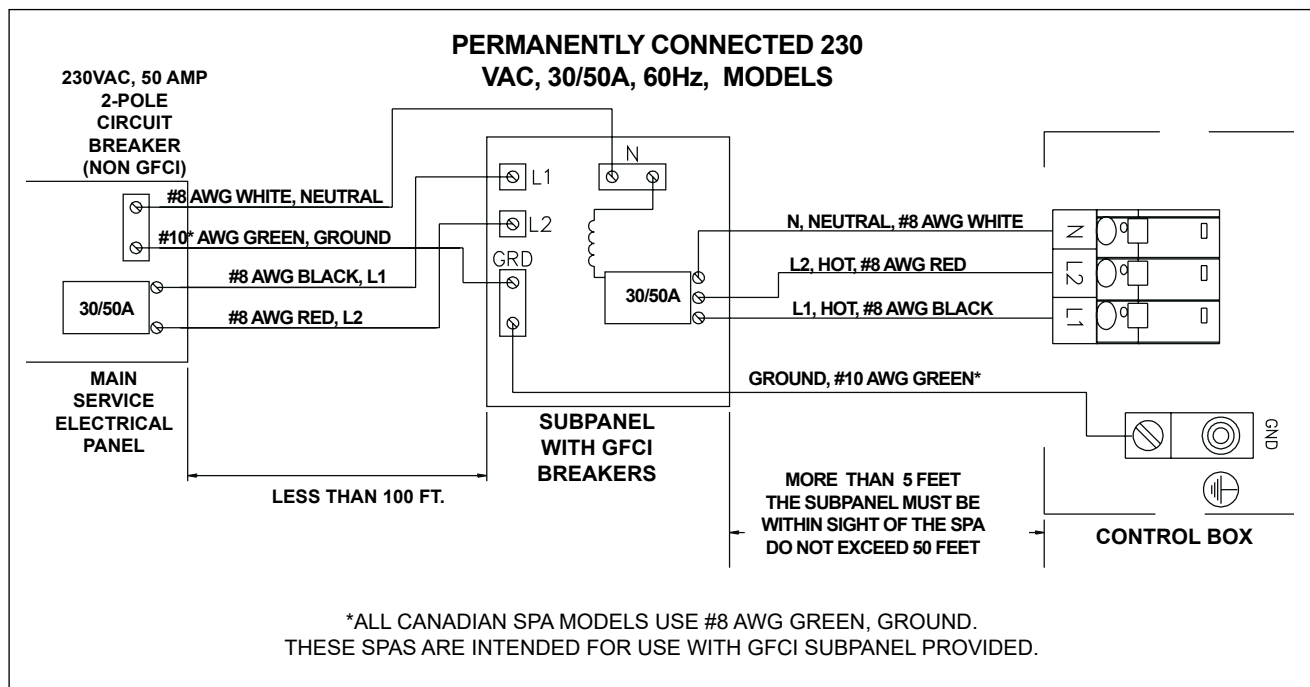 PERMANENTLY CONNECTED 230
VAC, 30/50A, 60Hz, MODELS
230VAC, 50 AMP
2-POLE
CIRCUIT
BREAKER
(NON GFCI)
#8 AWG WHITE, NEUTRAL
#10* AWG GREEN, GROUND
#8 AWG BLACK, L1
30/50A
#8 AWG RED, L2
MAIN
SERVICE
ELECTRICAL
PANEL
LESS THAN 100 FT.
L1
N
L2
GRD
30/50A
SUBPANEL
WITH GFCI
BREAKERS
N, NEUTRAL, #8 AWG WHITE
L2, HOT, #8 AWG RED
L1, HOT, #8 AWG BLACK
GROUND, #10 AWG GREEN*
MORE THAN 5 FEET
THE SUBPANEL MUST BE
WITHIN SIGHT OF THE SPA
DO NOT EXCEED 50 FEET
N
L2
L1
GND
CONTROL BOX
*ALL CANADIAN SPA MODELS USE #8 AWG GREEN, GROUND.
THESE SPAS ARE INTENDED FOR USE WITH GFCI SUBPANEL PROVIDED.